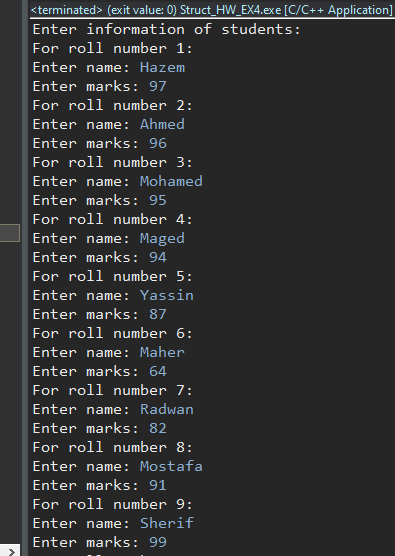 <terminated> (exit value: 0) Struct_HW_EX4.exe [C/C++ Application]
Enter information of students:
For roll number 1:
Enter name: Hazem
Enter marks: 97
For roll number 2:
Enter name: Ahmed
Enter marks: 96
For roll number 3:
Enter name: Mohamed
Enter marks: 95
For roll number 4:
Enter name: Maged
Enter marks: 94
For roll number 5:
Enter name: Yassin
Enter marks: 87
For roll number 6:
Enter name: Maher
Enter marks: 64
For roll number 7:
Enter name: Radwan
Enter marks: 82
For roll number 8:
Enter name: Mostafa
Enter marks: 91
For roll number 9:
Enter name: Sherif
Enter marks: 99